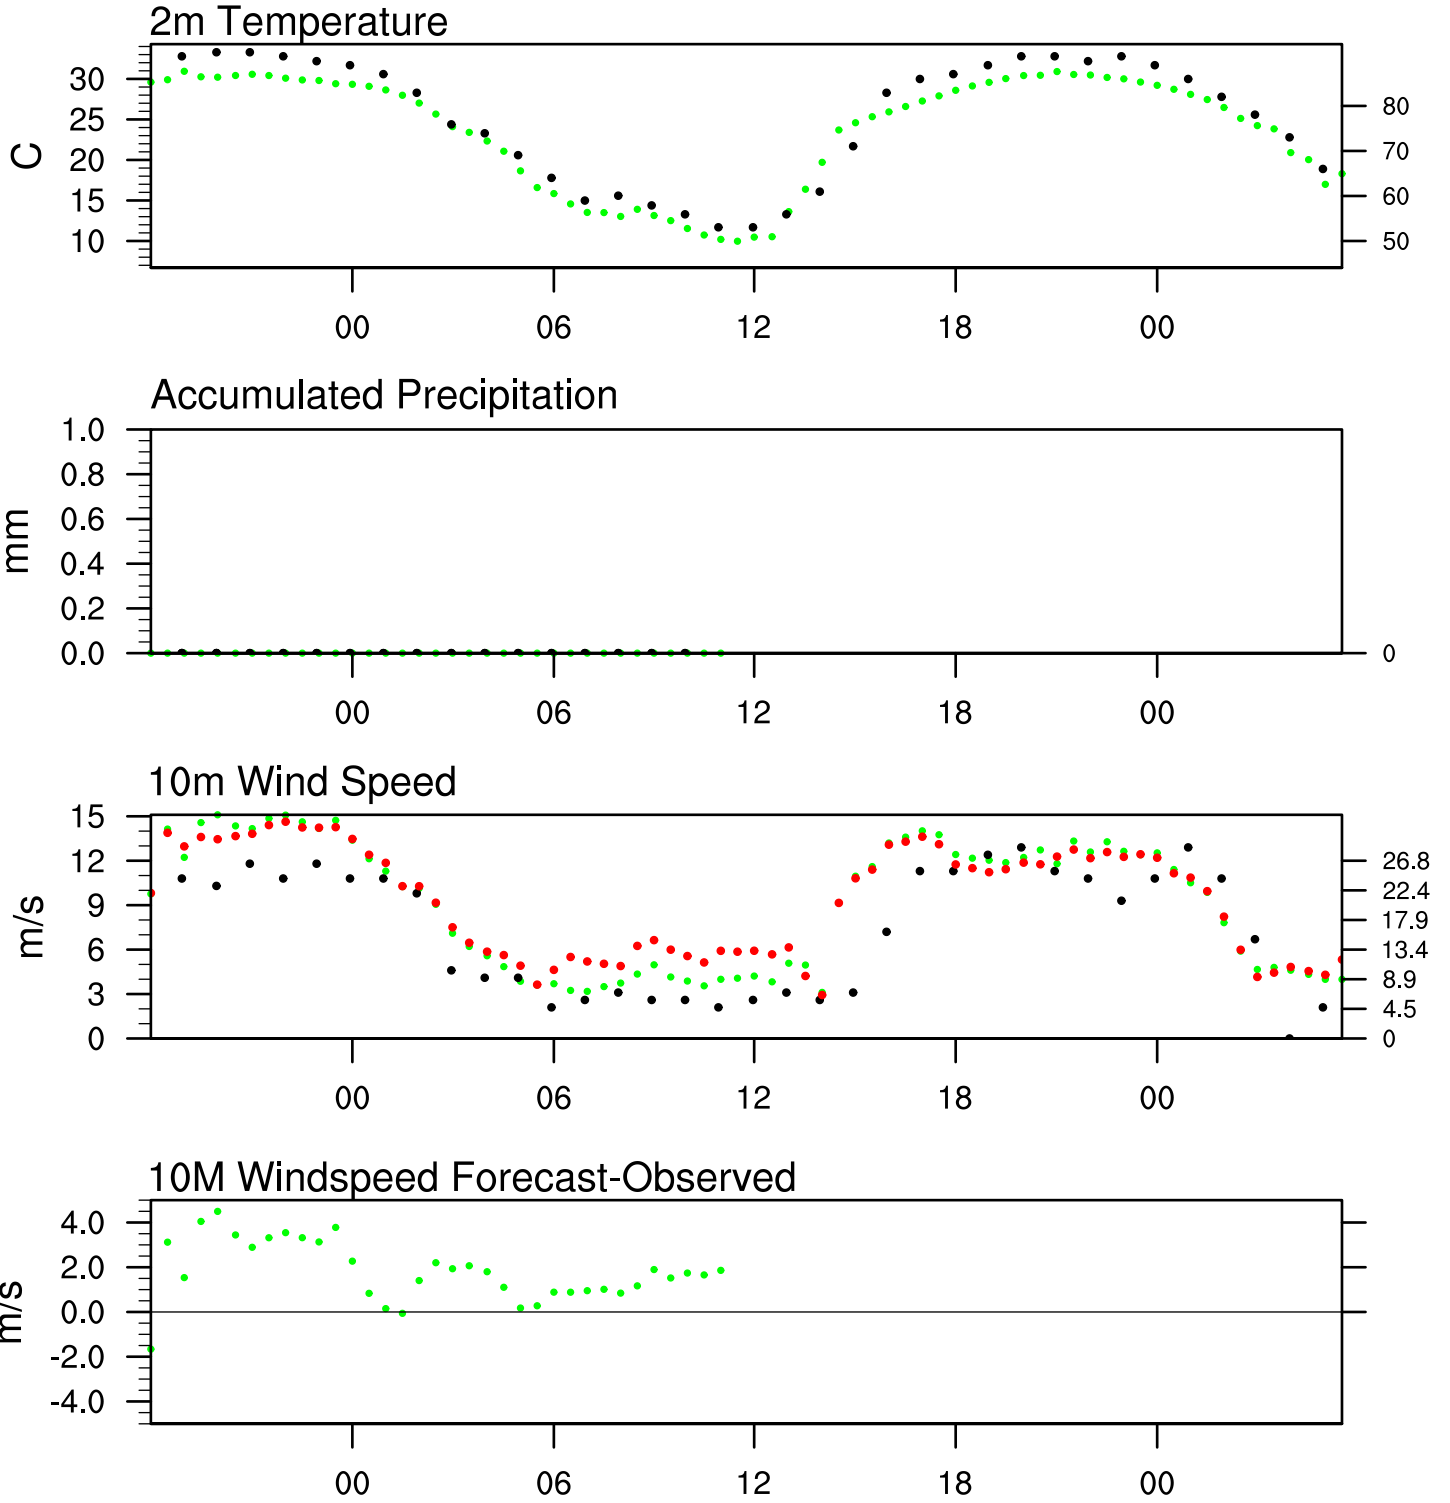 2m Temperature
30
25
20
15
10
C
80
70
60
50
00 06 12 18 00
Accumulated Precipitation
1.0
0.8
0.6
0.4
0.2
0.0
mm
0
00 06 12 18 00
10m Wind Speed
15
12
9
6
3
0
m/s
26.8
22.4
17.9
13.4
8.9
4.5
0
00 06 12 18 00
10M Windspeed Forecast-Observed
4.0
2.0
0.0
-2.0
-4.0
m/s
00 06 12 18 00